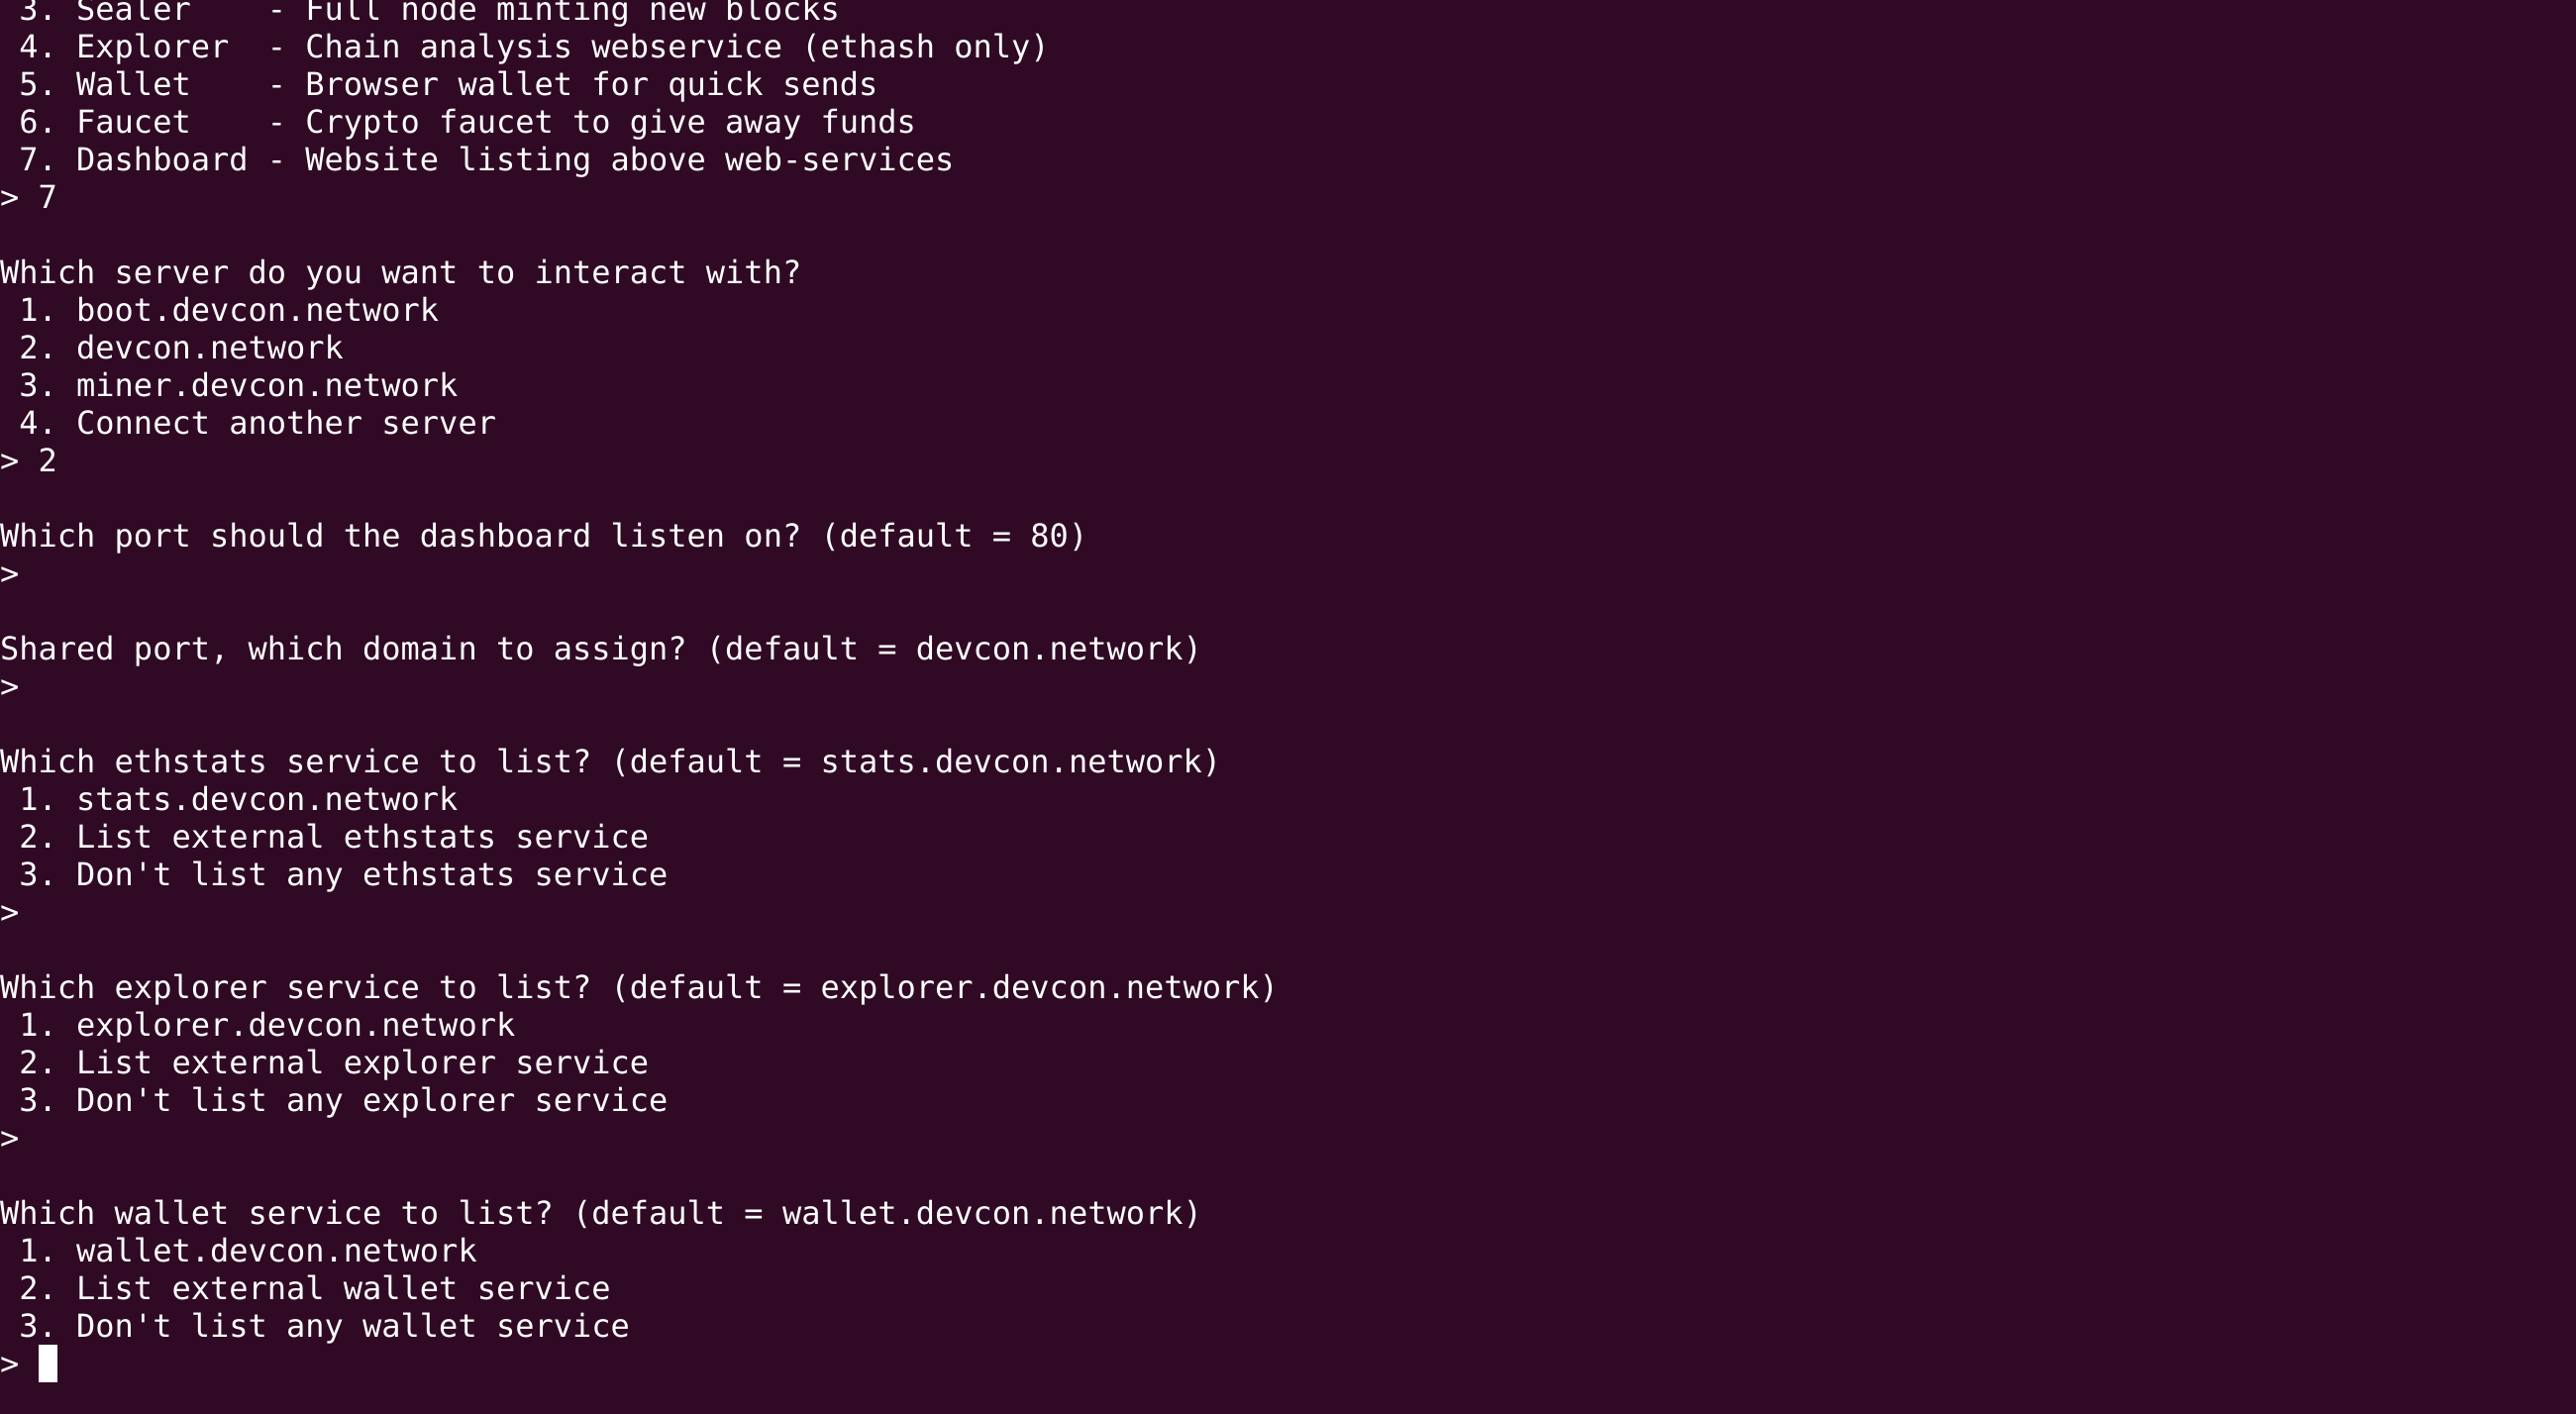 3. Sealer    - Full node minting new blocks
4. Explorer  - Chain analysis webservice (ethash only)
5. Wallet    - Browser wallet for quick sends
6. Faucet    - Crypto faucet to give away funds
7. Dashboard - Website listing above web-services
> 7
Which server do you want to interact with?
1. boot.devcon.network
2. devcon.network
3. miner.devcon.network
4. Connect another server
> 2
Which port should the dashboard listen on? (default = 80)
>
Shared port, which domain to assign? (default = devcon.network)
>
Which ethstats service to list? (default = stats.devcon.network)
1. stats.devcon.network
2. List external ethstats service
3. Don't list any ethstats service
>
Which explorer service to list? (default = explorer.devcon.network)
1. explorer.devcon.network
2. List external explorer service
3. Don't list any explorer service
>
Which wallet service to list? (default = wallet.devcon.network)
1. wallet.devcon.network
2. List external wallet service
3. Don't list any wallet service
>